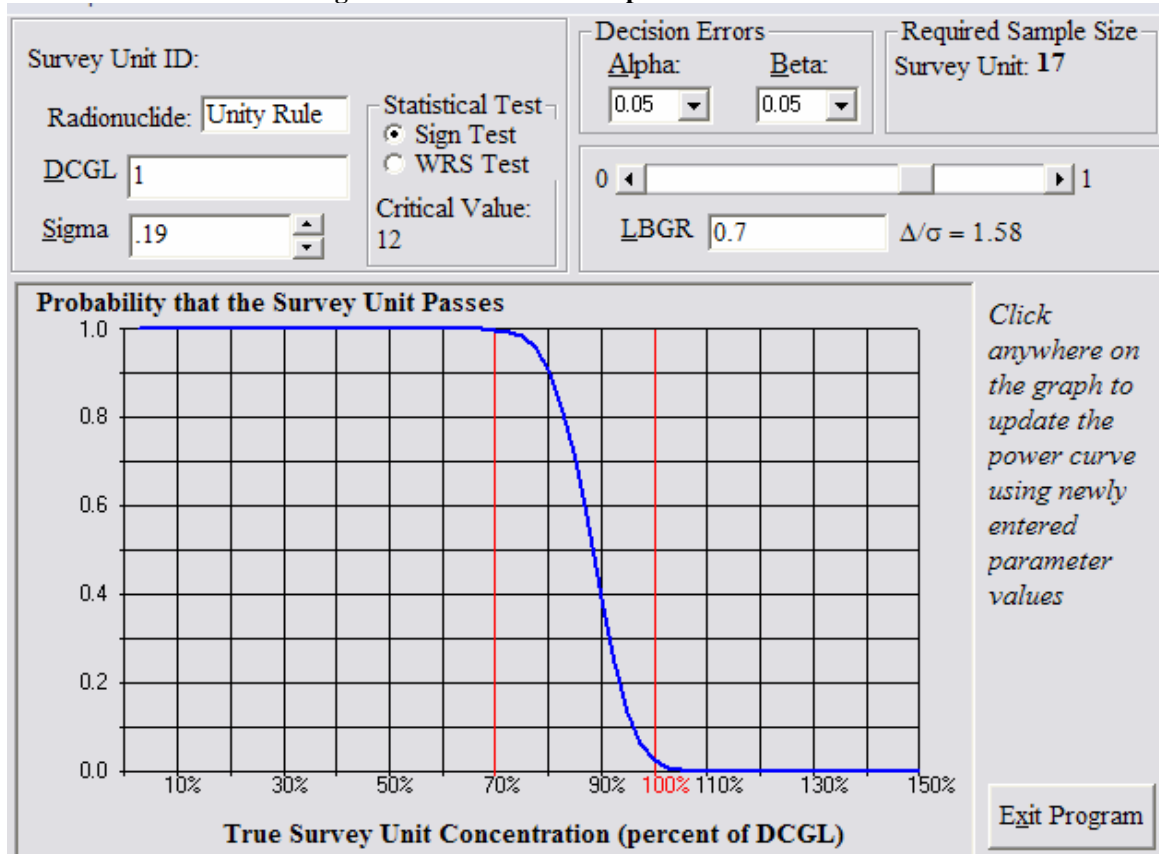 Survey Unit ID:
Radionuclide: Unity Rule
DCGL 1
Sigma .19
Statistical Test
Sign Test
WRS Test
Critical Value:
12
Decision Errors
Alpha: Beta:
0.05 0.05
Required Sample Size
Survey Unit: 17
0 1
LBGR 0.7 Δ/σ = 1.58
Probability that the Survey Unit Passes
1.0
0.8
0.6
0.4
0.2
0.0
10% 30% 50% 70% 90% 100% 110% 130% 150%
True Survey Unit Concentration (percent of DCGL)
Click
anywhere on
the graph to
update the
power curve
using newly
entered
parameter
values
Exit Program